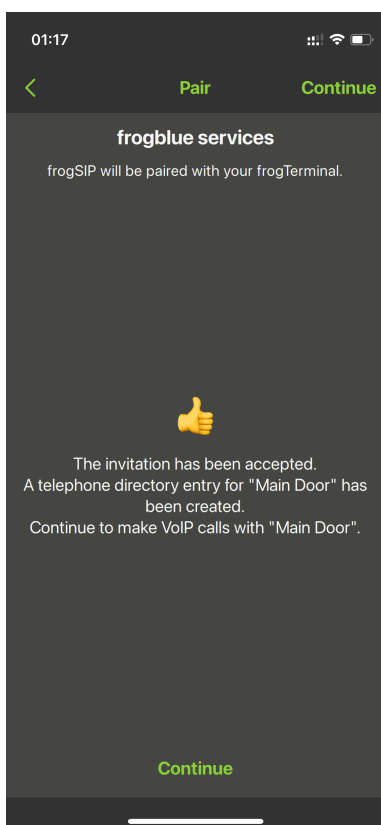 01:17
Pair
Continue
frogblue services
frogSIP will be paired with your frogTerminal.
The invitation has been accepted.
A telephone directory entry for "Main Door" has
been created.
Continue to make VoIP calls with "Main Door".
Continue